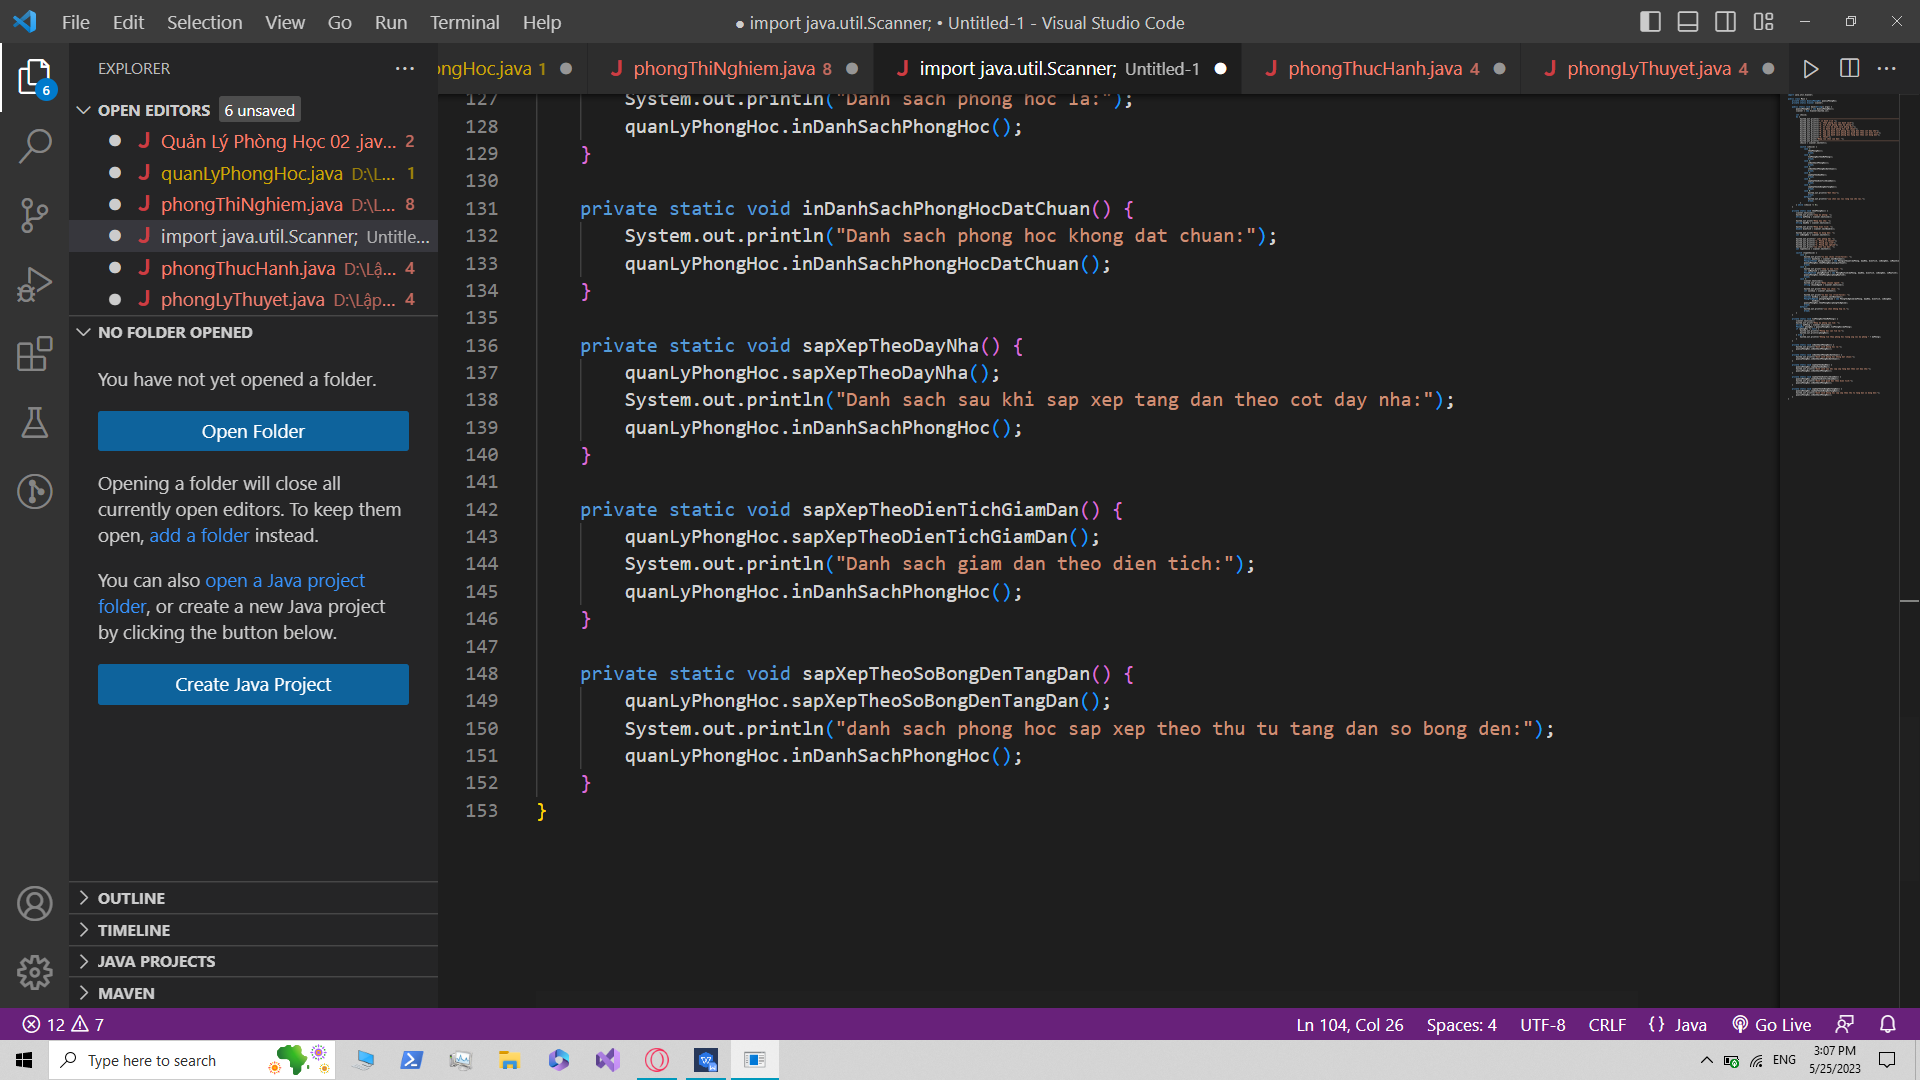 File Edit Selection View Go Run Terminal Help
● import java.util.Scanner; • Untitled-1 - Visual Studio Code
EXPLORER
ongHoc.java 1
phongThiNghiem.java 8
import java.util.Scanner; Untitled-1
phongThucHanh.java 4
phongLyThuyet.java 4
6
OPEN EDITORS 6 unsaved
Quản Lý Phòng Học 02 .jav... 2
quanLyPhongHoc.java D:\L... 1
phongThiNghiem.java D:\L... 8
import java.util.Scanner; Untitle...
phongThucHanh.java D:\Lậ... 4
phongLyThuyet.java D:\Lập... 4
NO FOLDER OPENED
You have not yet opened a folder.
Open Folder
Opening a folder will close all
currently open editors. To keep them
open, add a folder instead.
You can also open a Java project
folder, or create a new Java project
by clicking the button below.
Create Java Project
OUTLINE
TIMELINE
JAVA PROJECTS
MAVEN
127 System.out.println("Danh sach phong hoc la:");
128 quanLyPhongHoc.inDanhSachPhongHoc();
129 }
130
131 private static void inDanhSachPhongHocDatChuan() {
132 System.out.println("Danh sach phong hoc khong dat chuan:");
133 quanLyPhongHoc.inDanhSachPhongHocDatChuan();
134 }
135
136 private static void sapXepTheoDayNha() {
137 quanLyPhongHoc.sapXepTheoDayNha();
138 System.out.println("Danh sach sau khi sap xep tang dan theo cot day nha:");
139 quanLyPhongHoc.inDanhSachPhongHoc();
140 }
141
142 private static void sapXepTheoDienTichGiamDan() {
143 quanLyPhongHoc.sapXepTheoDienTichGiamDan();
144 System.out.println("Danh sach giam dan theo dien tich:");
145 quanLyPhongHoc.inDanhSachPhongHoc();
146 }
147
148 private static void sapXepTheoSoBongDenTangDan() {
149 quanLyPhongHoc.sapXepTheoSoBongDenTangDan();
150 System.out.println("danh sach phong hoc sap xep theo thu tu tang dan so bong den:");
151 quanLyPhongHoc.inDanhSachPhongHoc();
152 }
153 }
12 7
Ln 104, Col 26 Spaces: 4 UTF-8 CRLF {} Java Go Live
Type here to search
ENG
3:07 PM
5/25/2023